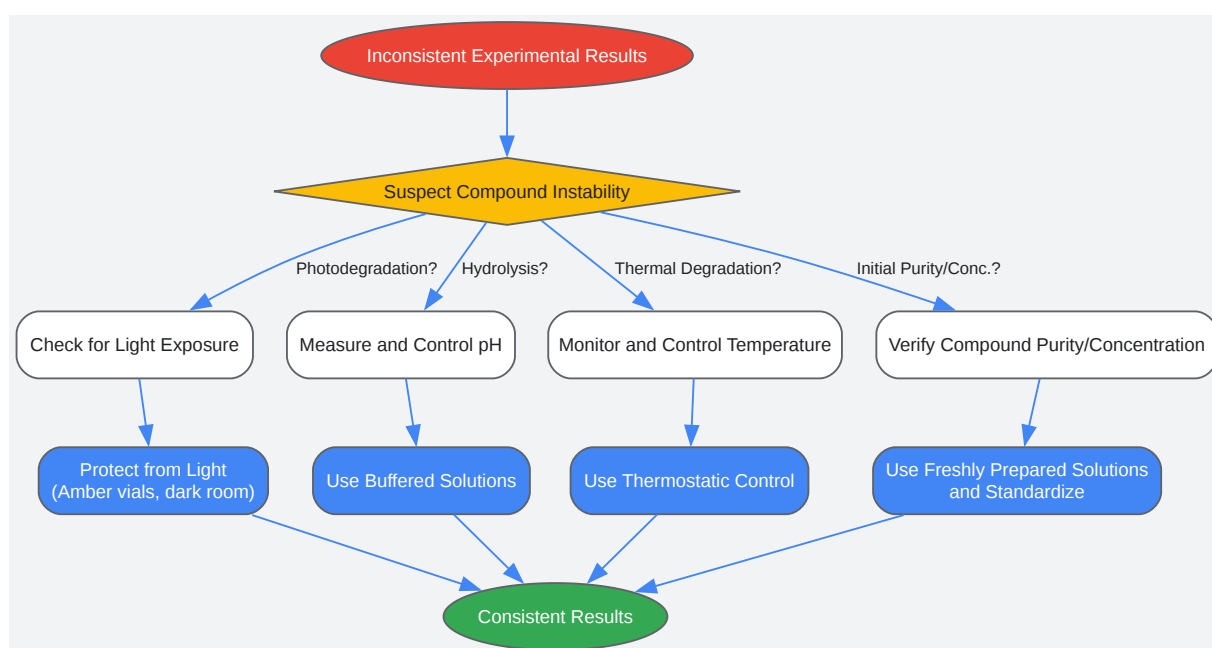 Inconsistent Experimental Results
Suspect Compound Instability
Photodegradation?
Hydrolysis?
Thermal Degradation?
Initial Purity/Conc.?
Check for Light Exposure
Measure and Control pH
Monitor and Control Temperature
Verify Compound Purity/Concentration
Protect from Light
(Amber vials, dark room)
Use Buffered Solutions
Use Thermostatic Control
Use Freshly Prepared Solutions
and Standardize
Consistent Results